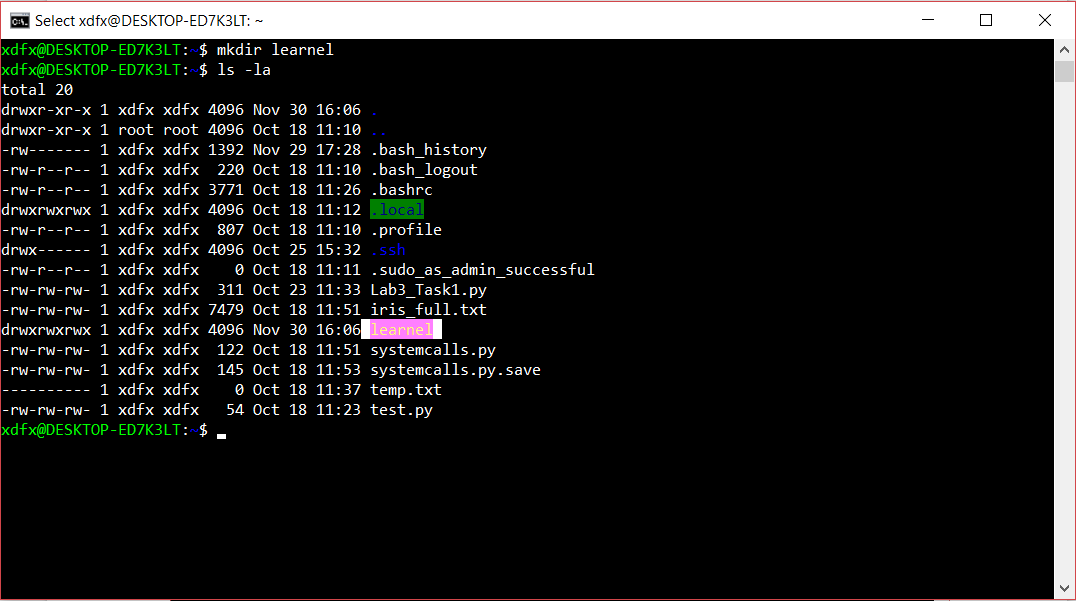 Select xdfx@DESKTOP-ED7K3LT: ~
xdfx@DESKTOP-ED7K3LT:~$ mkdir learnel
xdfx@DESKTOP-ED7K3LT:~$ ls -la
total 20
drwxr-xr-x 1 xdfx xdfx 4096 Nov 30 16:06 .
drwxr-xr-x 1 root root 4096 Oct 18 11:10 ..
-rw------- 1 xdfx xdfx 1392 Nov 29 17:28 .bash_history
-rw-r--r-- 1 xdfx xdfx  220 Oct 18 11:10 .bash_logout
-rw-r--r-- 1 xdfx xdfx 3771 Oct 18 11:26 .bashrc
drwxrwxrwx 1 xdfx xdfx 4096 Oct 18 11:12 .local
-rw-r--r-- 1 xdfx xdfx  807 Oct 18 11:10 .profile
drwx------ 1 xdfx xdfx 4096 Oct 25 15:32 .ssh
-rw-r--r-- 1 xdfx xdfx    0 Oct 18 11:11 .sudo_as_admin_successful
-rw-rw-rw- 1 xdfx xdfx  311 Oct 23 11:33 Lab3_Task1.py
-rw-rw-rw- 1 xdfx xdfx 7479 Oct 18 11:51 iris_full.txt
drwxrwxrwx 1 xdfx xdfx 4096 Nov 30 16:06 learnel
-rw-rw-rw- 1 xdfx xdfx  122 Oct 18 11:51 systemcalls.py
-rw-rw-rw- 1 xdfx xdfx  145 Oct 18 11:53 systemcalls.py.save
---------- 1 xdfx xdfx    0 Oct 18 11:37 temp.txt
-rw-rw-rw- 1 xdfx xdfx   54 Oct 18 11:23 test.py
xdfx@DESKTOP-ED7K3LT:~$